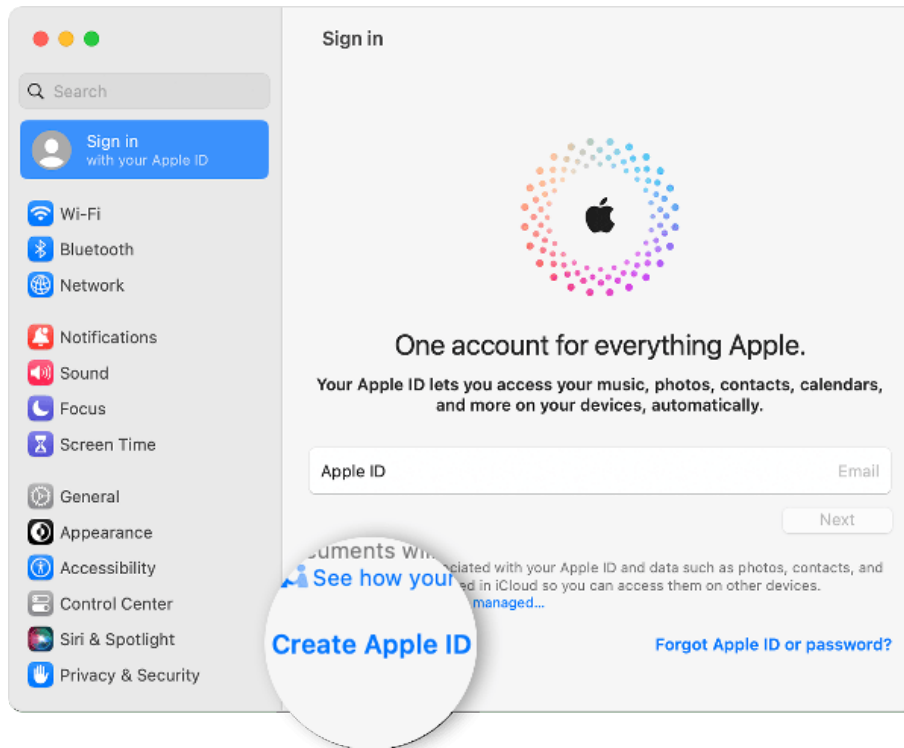 Sign in
Search
Sign in
with your Apple ID
Wi-Fi
Bluetooth
Network
Notifications
Sound
Focus
Screen Time
General
Appearance
Accessibility
Control Center
Siri & Spotlight
Privacy & Security
One account for everything Apple.
Your Apple ID lets you access your music, photos, contacts, calendars,
and more on your devices, automatically.
Apple ID Email
Next
with your Apple ID and data such as photos, contacts, and
in iCloud so you can access them on other devices.
See how your managed...
Create Apple ID
Forgot Apple ID or password?